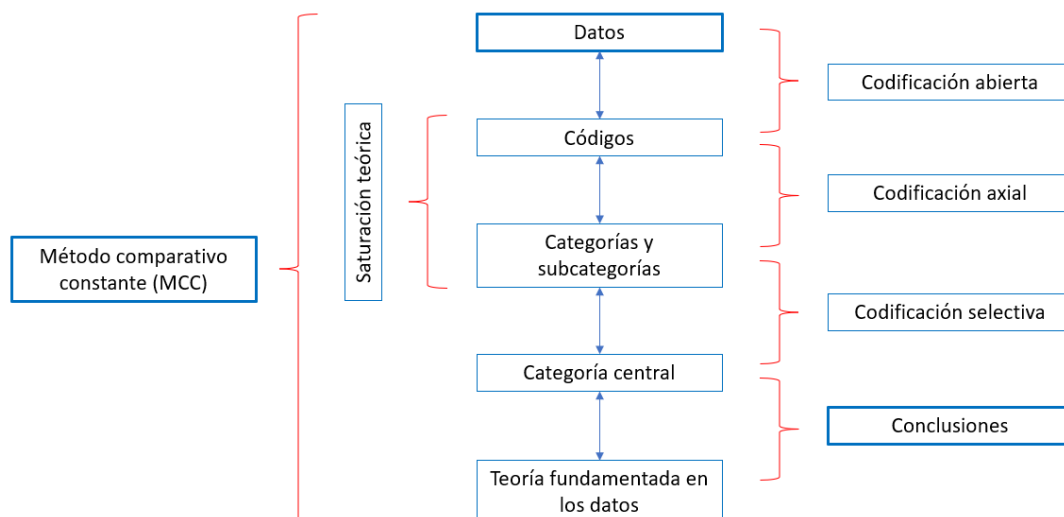 Datos
Codificación abierta
Saturación teórica
Códigos
Codificación axial
Método comparativo
constante (MCC)
Categorías y
subcategorías
Codificación selectiva
Categoría central
Conclusiones
Teoría fundamentada en
los datos